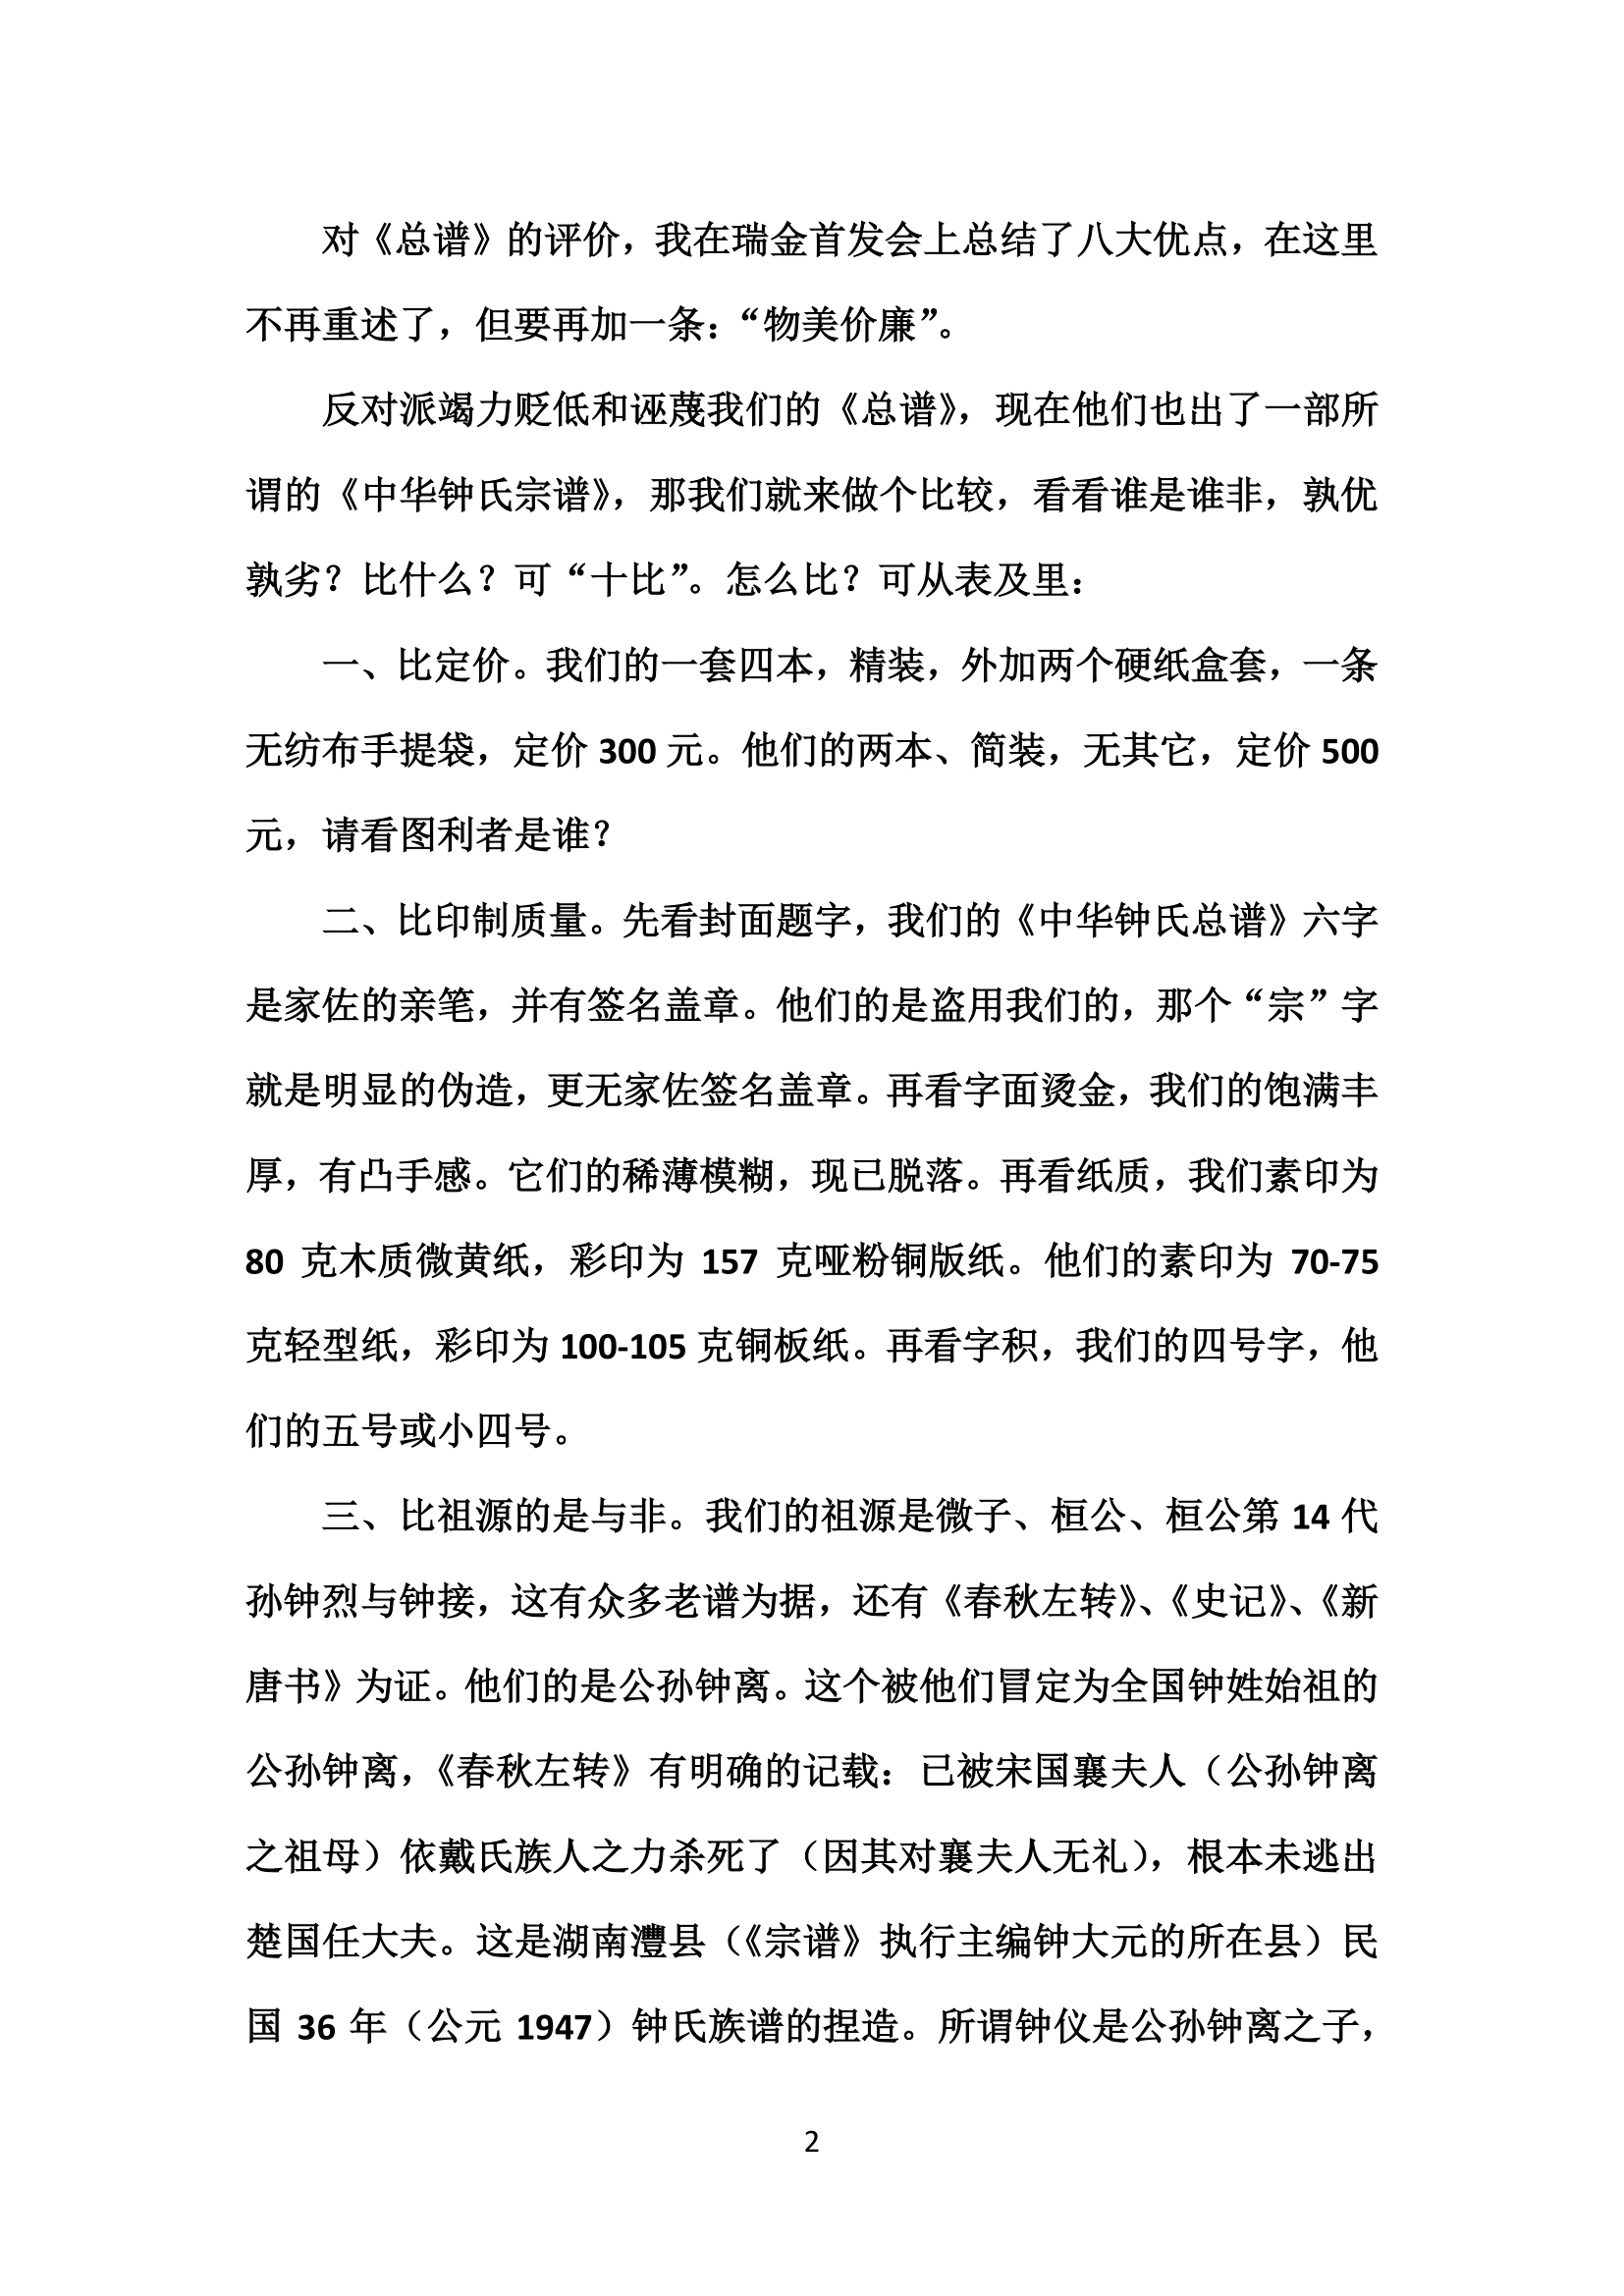 对《总谱》的评价，我在瑞金首发会上总结了八大优点，在这里
不再重述了，但要再加一条：“物美价廉”。
反对派竭力贬低和诬蔑我们的《总谱》，现在他们也出了一部所
谓的《中华钟氏宗谱》，那我们就来做个比较，看看谁是谁非，孰优
孰劣？比什么？可“十比”。怎么比？可从表及里：
一、比定价。我们的一套四本，精装，外加两个硬纸盒套，一条
无纺布手提袋，定价 300 元。他们的两本、简装，无其它，定价 500
元，请看图利者是谁？
二、比印制质量。先看封面题字，我们的《中华钟氏总谱》六字
是家佐的亲笔，并有签名盖章。他们的是盗用我们的，那个“宗”字
就是明显的伪造，更无家佐签名盖章。再看字面烫金，我们的饱满丰
厚，有凸手感。它们的稀薄模糊，现已脱落。再看纸质，我们素印为
80 克木质微黄纸，彩印为 157 克哑粉铜版纸。他们的素印为 70-75
克轻型纸，彩印为 100-105 克铜板纸。再看字积，我们的四号字，他
们的五号或小四号。
三、比祖源的是与非。我们的祖源是微子、桓公、桓公第 14 代
孙钟烈与钟接，这有众多老谱为据，还有《春秋左转》、《史记》、《新
唐书》为证。他们的是公孙钟离。这个被他们冒定为全国钟姓始祖的
公孙钟离，《春秋左转》有明确的记载：已被宋国襄夫人（公孙钟离
之祖母）依戴氏族人之力杀死了（因其对襄夫人无礼），根本未逃出
楚国任大夫。这是湖南灃县（《宗谱》执行主编钟大元的所在县）民
国 36 年（公元 1947）钟氏族谱的捏造。所谓钟仪是公孙钟离之子，
2